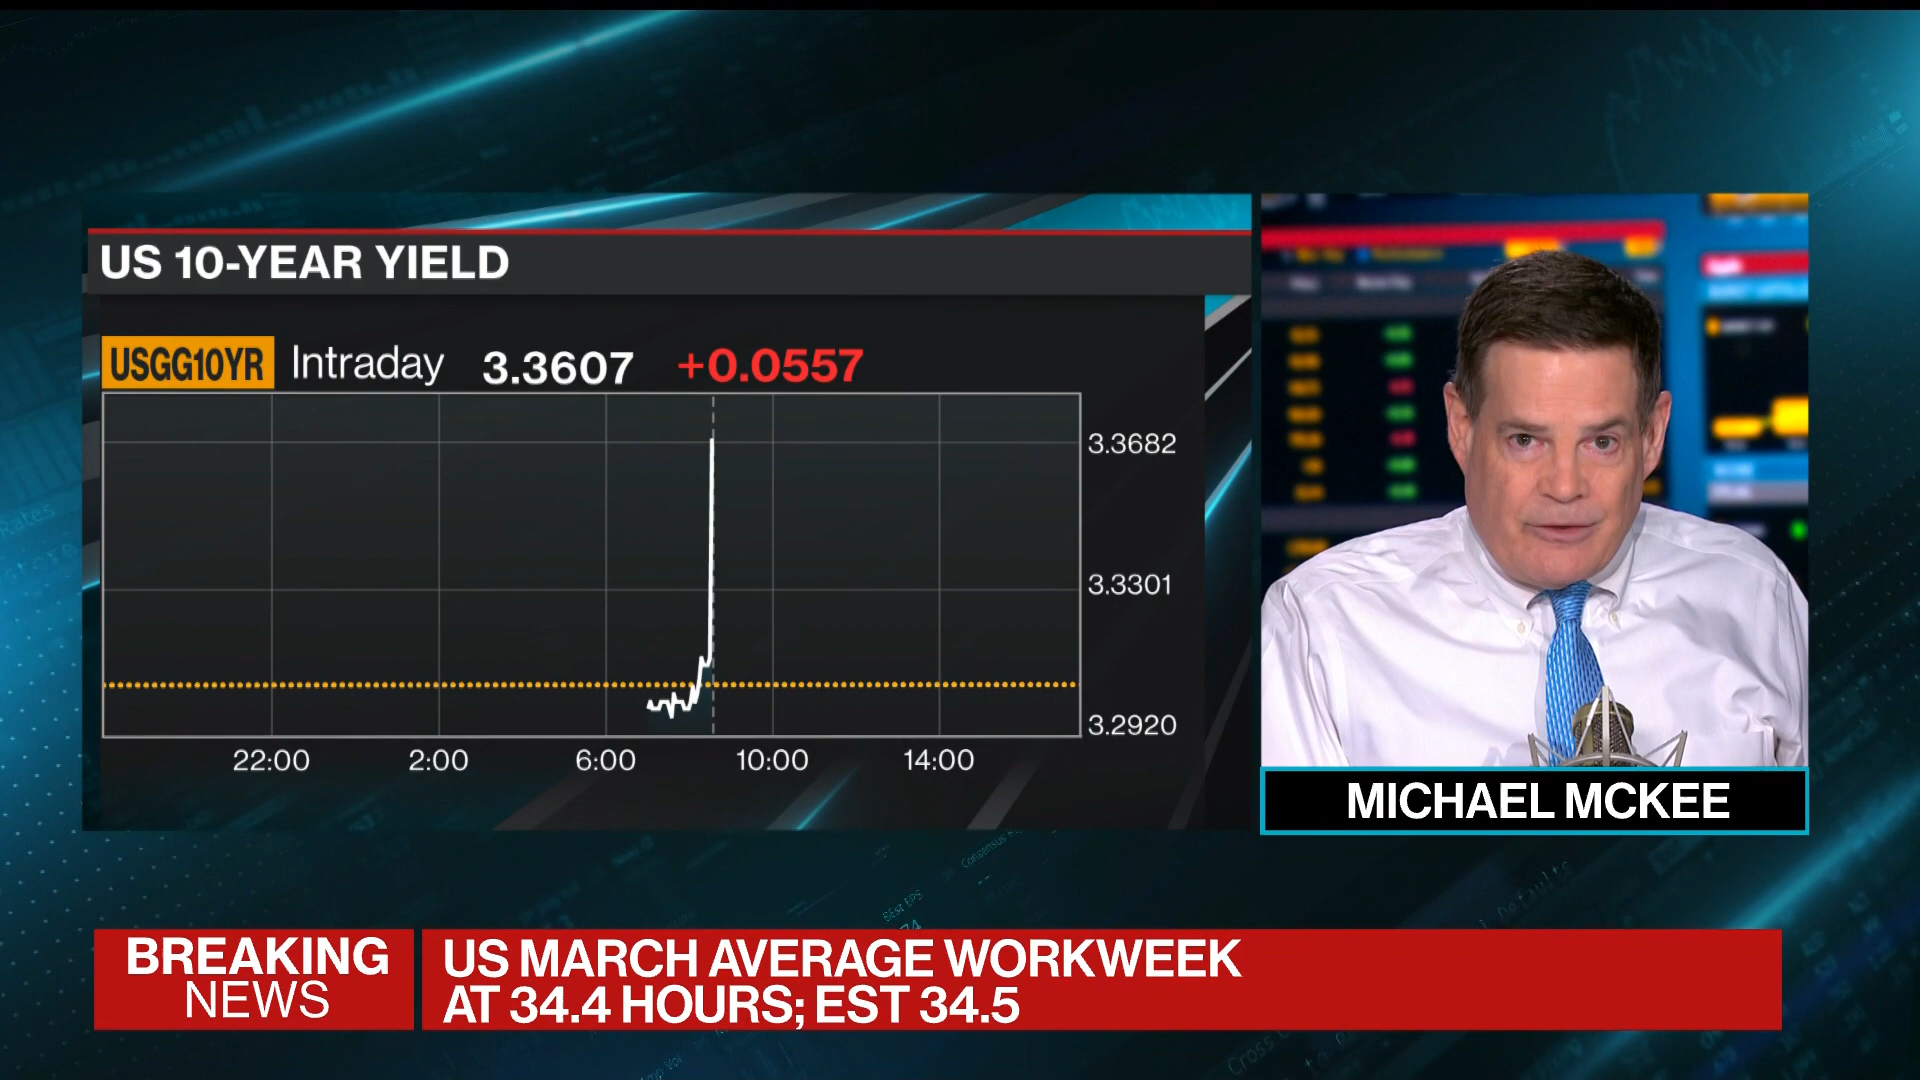 US 10-YEAR YIELD
USGG10YR Intraday 3.3607 +0.0557
3.3682
3.3301
3.2920
22:00 2:00 6:00 10:00 14:00
MICHAEL MCKEE
BREAKING
NEWS
US MARCH AVERAGE WORKWEEK
AT 34.4 HOURS; EST 34.5